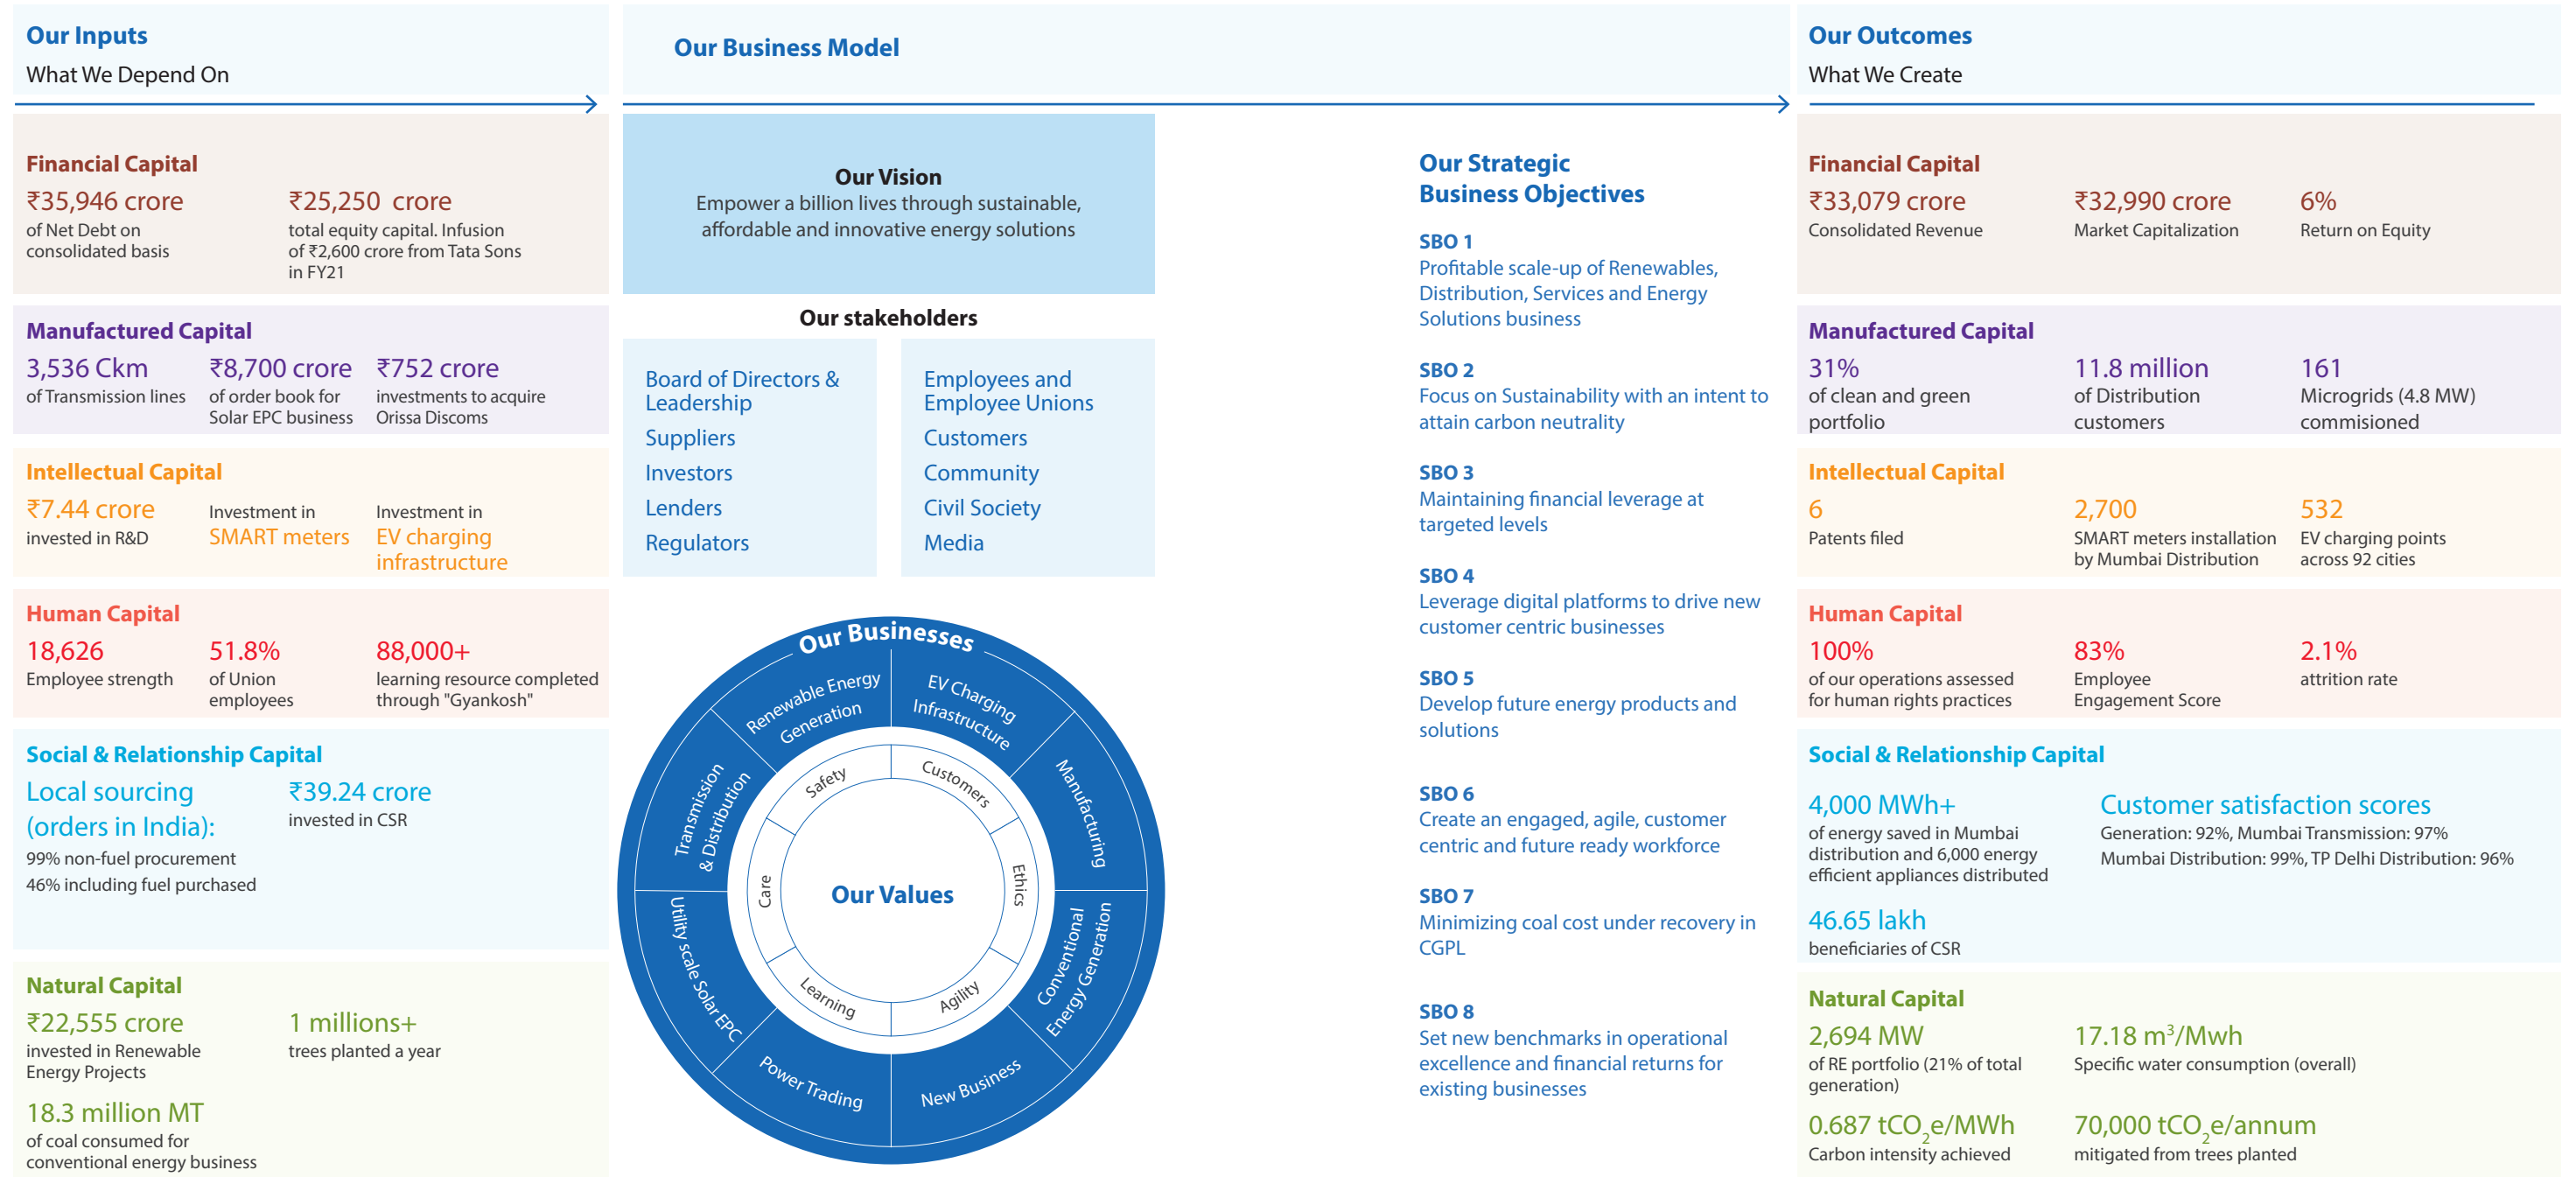 Our Inputs
What We Depend On
Financial Capital
₹35,946 crore
of Net Debt on
consolidated basis
₹25,250 crore
total equity capital. Infusion
of ₹2,600 crore from Tata Sons
in FY21
Manufactured Capital
3,536 Ckm
of Transmission lines
₹8,700 crore
of order book for
Solar EPC business
₹752 crore
investments to acquire
Orissa Discoms
Intellectual Capital
₹7.44 crore
invested in R&D
Investment in
SMART meters
Investment in
EV charging
infrastructure
Human Capital
18,626
Employee strength
51.8%
of Union
employees
88,000+
learning resource completed
through "Gyankosh"
Social & Relationship Capital
Local sourcing
(orders in India):
99% non-fuel procurement
46% including fuel purchased
₹39.24 crore
invested in CSR
Natural Capital
₹22,555 crore
invested in Renewable
Energy Projects
1 millions+
trees planted a year
18.3 million MT
of coal consumed for
conventional energy business
Our Business Model
Our Vision
Empower a billion lives through sustainable,
affordable and innovative energy solutions
Our stakeholders
Board of Directors &
Leadership
Suppliers
Investors
Lenders
Regulators
Employees and
Employee Unions
Customers
Community
Civil Society
Media
Our Businesses
Renewable Energy
Generation
EV Charging
Infrastructure
Manufacturing
Conventional
Energy Generation
New Business
Power Trading
Utility scale Solar EPC
Transmission
& Distribution
Safety
Customers
Ethics
Agility
Learning
Care
Our Values
Our Strategic
Business Objectives
SBO 1
Profitable scale-up of Renewables,
Distribution, Services and Energy
Solutions business
SBO 2
Focus on Sustainability with an intent to
attain carbon neutrality
SBO 3
Maintaining financial leverage at
targeted levels
SBO 4
Leverage digital platforms to drive new
customer centric businesses
SBO 5
Develop future energy products and
solutions
SBO 6
Create an engaged, agile, customer
centric and future ready workforce
SBO 7
Minimizing coal cost under recovery in
CGPL
SBO 8
Set new benchmarks in operational
excellence and financial returns for
existing businesses
Our Outcomes
What We Create
Financial Capital
₹33,079 crore
Consolidated Revenue
₹32,990 crore
Market Capitalization
6%
Return on Equity
Manufactured Capital
31%
of clean and green
portfolio
11.8 million
of Distribution
customers
161
Microgrids (4.8 MW)
commisioned
Intellectual Capital
6
Patents filed
2,700
SMART meters installation
by Mumbai Distribution
532
EV charging points
across 92 cities
Human Capital
100%
of our operations assessed
for human rights practices
83%
Employee
Engagement Score
2.1%
attrition rate
Social & Relationship Capital
4,000 MWh+
of energy saved in Mumbai
distribution and 6,000 energy
efficient appliances distributed
Customer satisfaction scores
Generation: 92%, Mumbai Transmission: 97%
Mumbai Distribution: 99%, TP Delhi Distribution: 96%
46.65 lakh
beneficiaries of CSR
Natural Capital
2,694 MW
of RE portfolio (21% of total
generation)
17.18 m³/Mwh
Specific water consumption (overall)
0.687 tCO₂e/MWh
Carbon intensity achieved
70,000 tCO₂e/annum
mitigated from trees planted